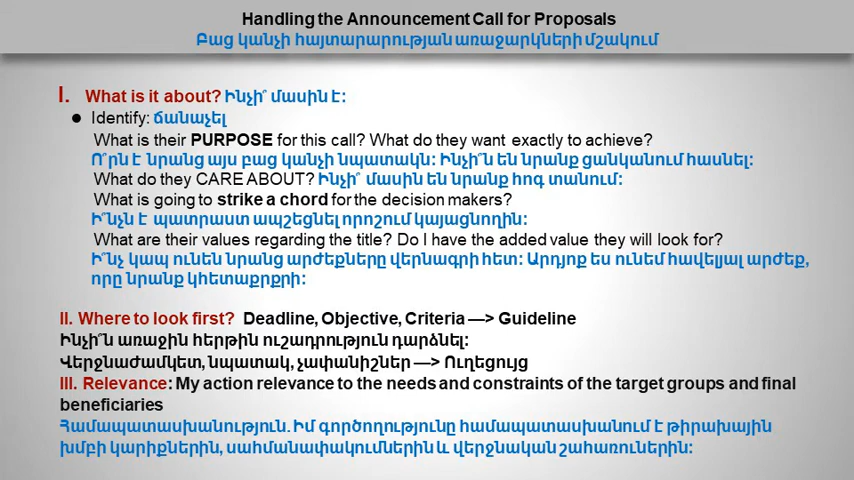 Handling the Announcement Call for Proposals
Բաց կանչի հայտարարության առաջարկների մշակում
I. What is it about? Ինչի՞ մասին է:
● Identify: ճանաչել
What is their PURPOSE for this call? What do they want exactly to achieve?
Ո՞րն է նրանց այս բաց կանչի նպատակն: Ինչի՞ն են նրանք ցանկանում հասնել:
What do they CARE ABOUT? Ինչի՞ մասին են նրանք հոգ տանում:
What is going to strike a chord for the decision makers?
Ի՞նչն է պատրաստ ապշեցնել որոշում կայացնողին:
What are their values regarding the title? Do I have the added value they will look for?
Ի՞նչ կապ ունեն նրանց արժեքները վերնագրի հետ: Արդյոք ես ունեմ հավելյալ արժեք,
որը նրանք կհետաքրքրի:
II. Where to look first? Deadline, Objective, Criteria —> Guideline
Ինչի՞ն առաջին հերթին ուշադրություն դարձնել:
Վերջնաժամկետ, նպատակ, չափանիշներ —> Ուղեցույց
III. Relevance: My action relevance to the needs and constraints of the target groups and final
beneficiaries
Համապատասխանություն. Իմ գործողությունը համապատասխանում է թիրախային
խմբի կարիքներին, սահմանափակումներին և վերջնական շահառուներին: